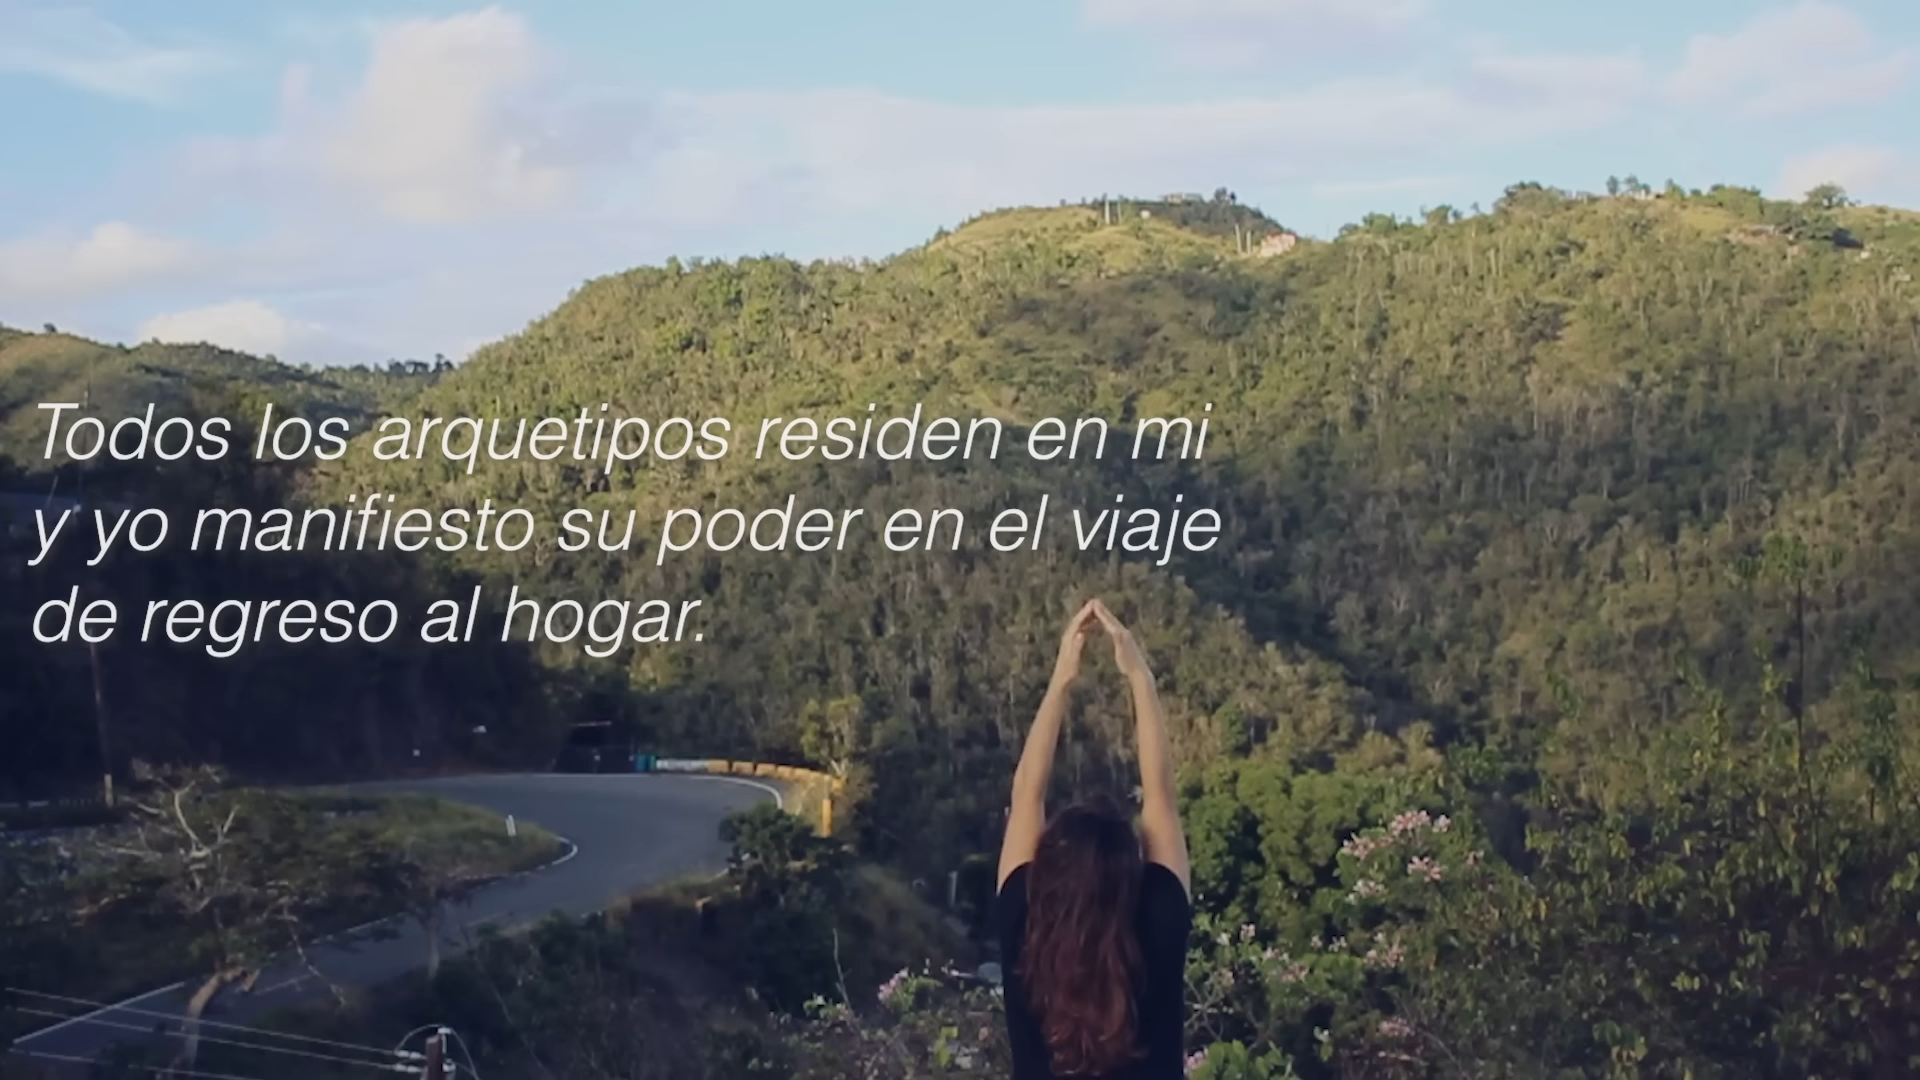 Todos los arquetipos residen en mi
y yo manifiesto su poder en el viaje
de regreso al hogar.